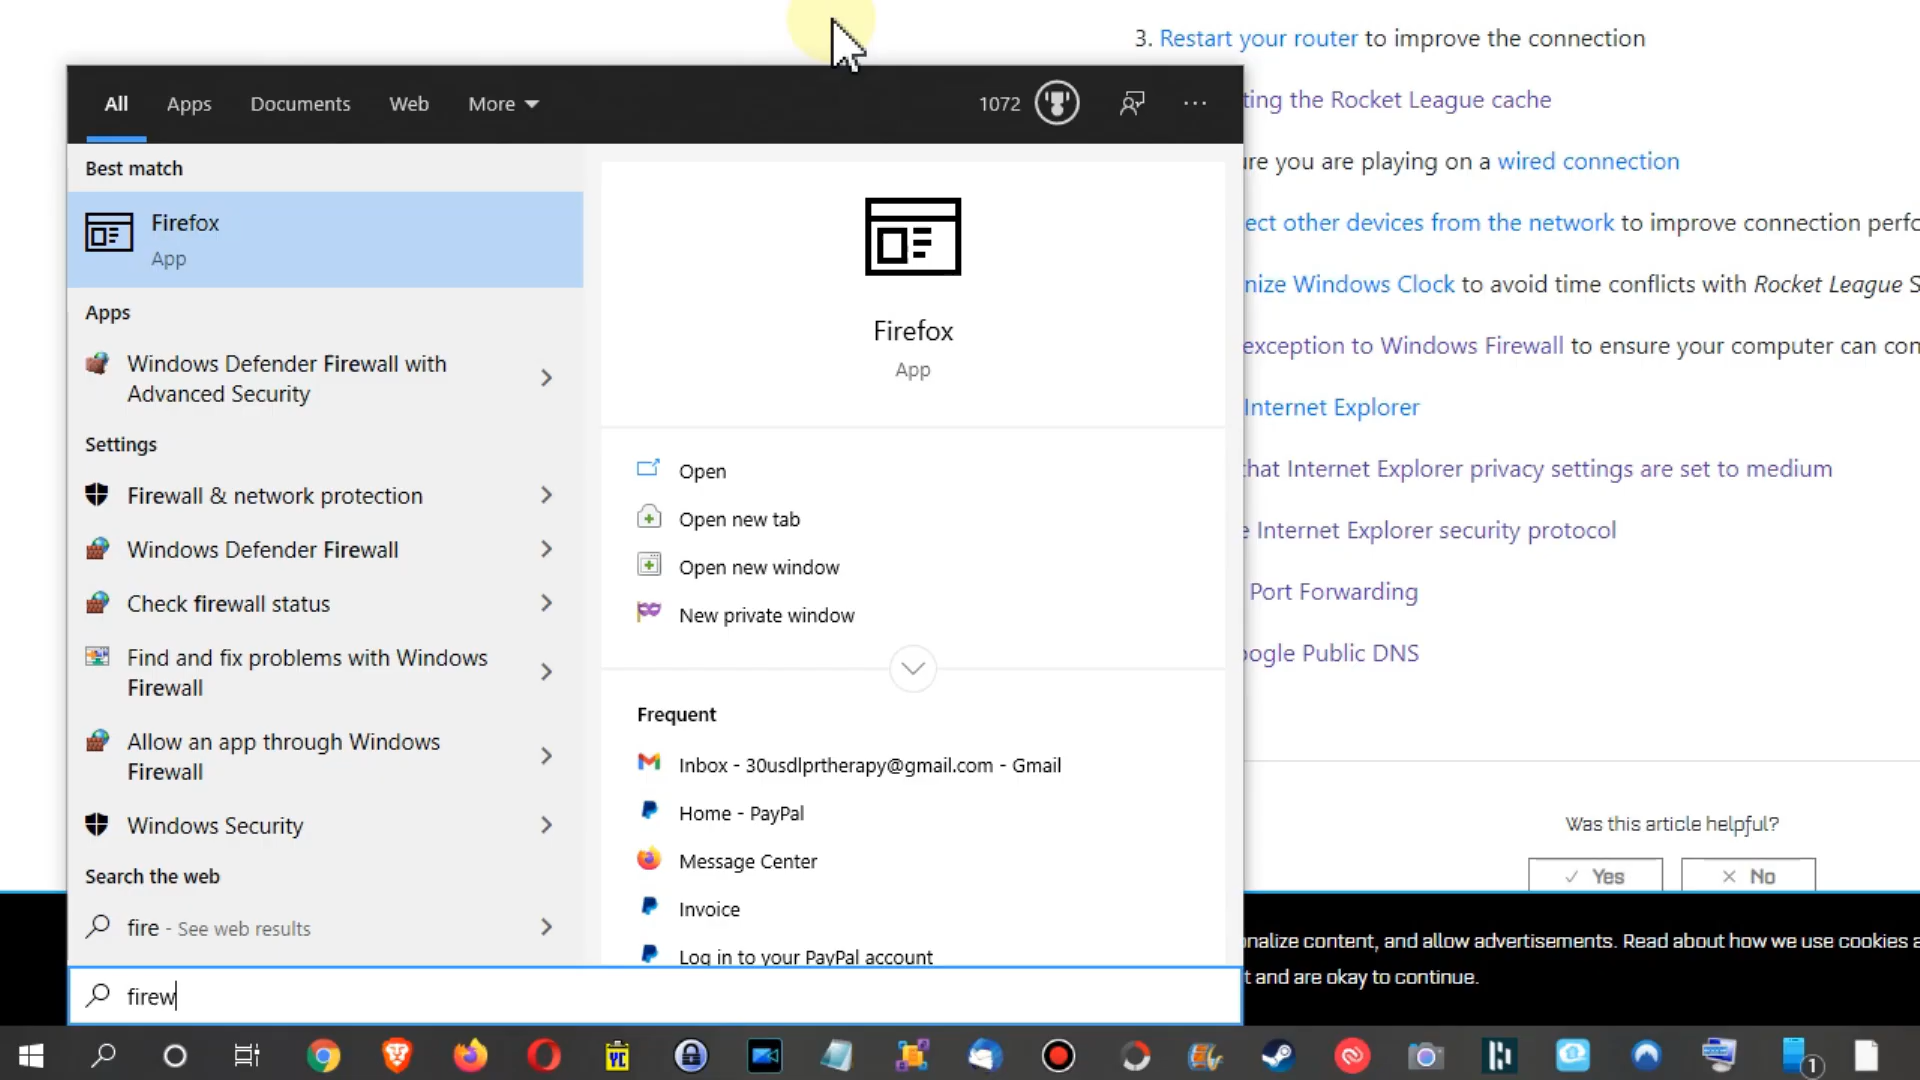 3. Restart your router to improve the connection
All Apps Documents Web More 1072
ting the Rocket League cache
Best match
re you are playing on a wired connection
Firefox
App
ect other devices from the network to improve connection perfo
Firefox
App
nize Windows Clock to avoid time conflicts with Rocket League S
Apps
Windows Defender Firewall with
Advanced Security
exception to Windows Firewall to ensure your computer can con
Internet Explorer
Settings
Firewall & network protection
Windows Defender Firewall
Check firewall status
Find and fix problems with Windows
Firewall
Allow an app through Windows
Firewall
Windows Security
Search the web
fire - See web results
firew
Open
Open new tab
Open new window
New private window
Frequent
Inbox - 30usdlprtherapy@gmail.com - Gmail
Home - PayPal
Message Center
Invoice
Log in to your PayPal account
hat Internet Explorer privacy settings are set to medium
e Internet Explorer security protocol
Port Forwarding
ogle Public DNS
Was this article helpful?
Yes No
nalize content, and allow advertisements. Read about how we use cookies a
t and are okay to continue.
YC
1